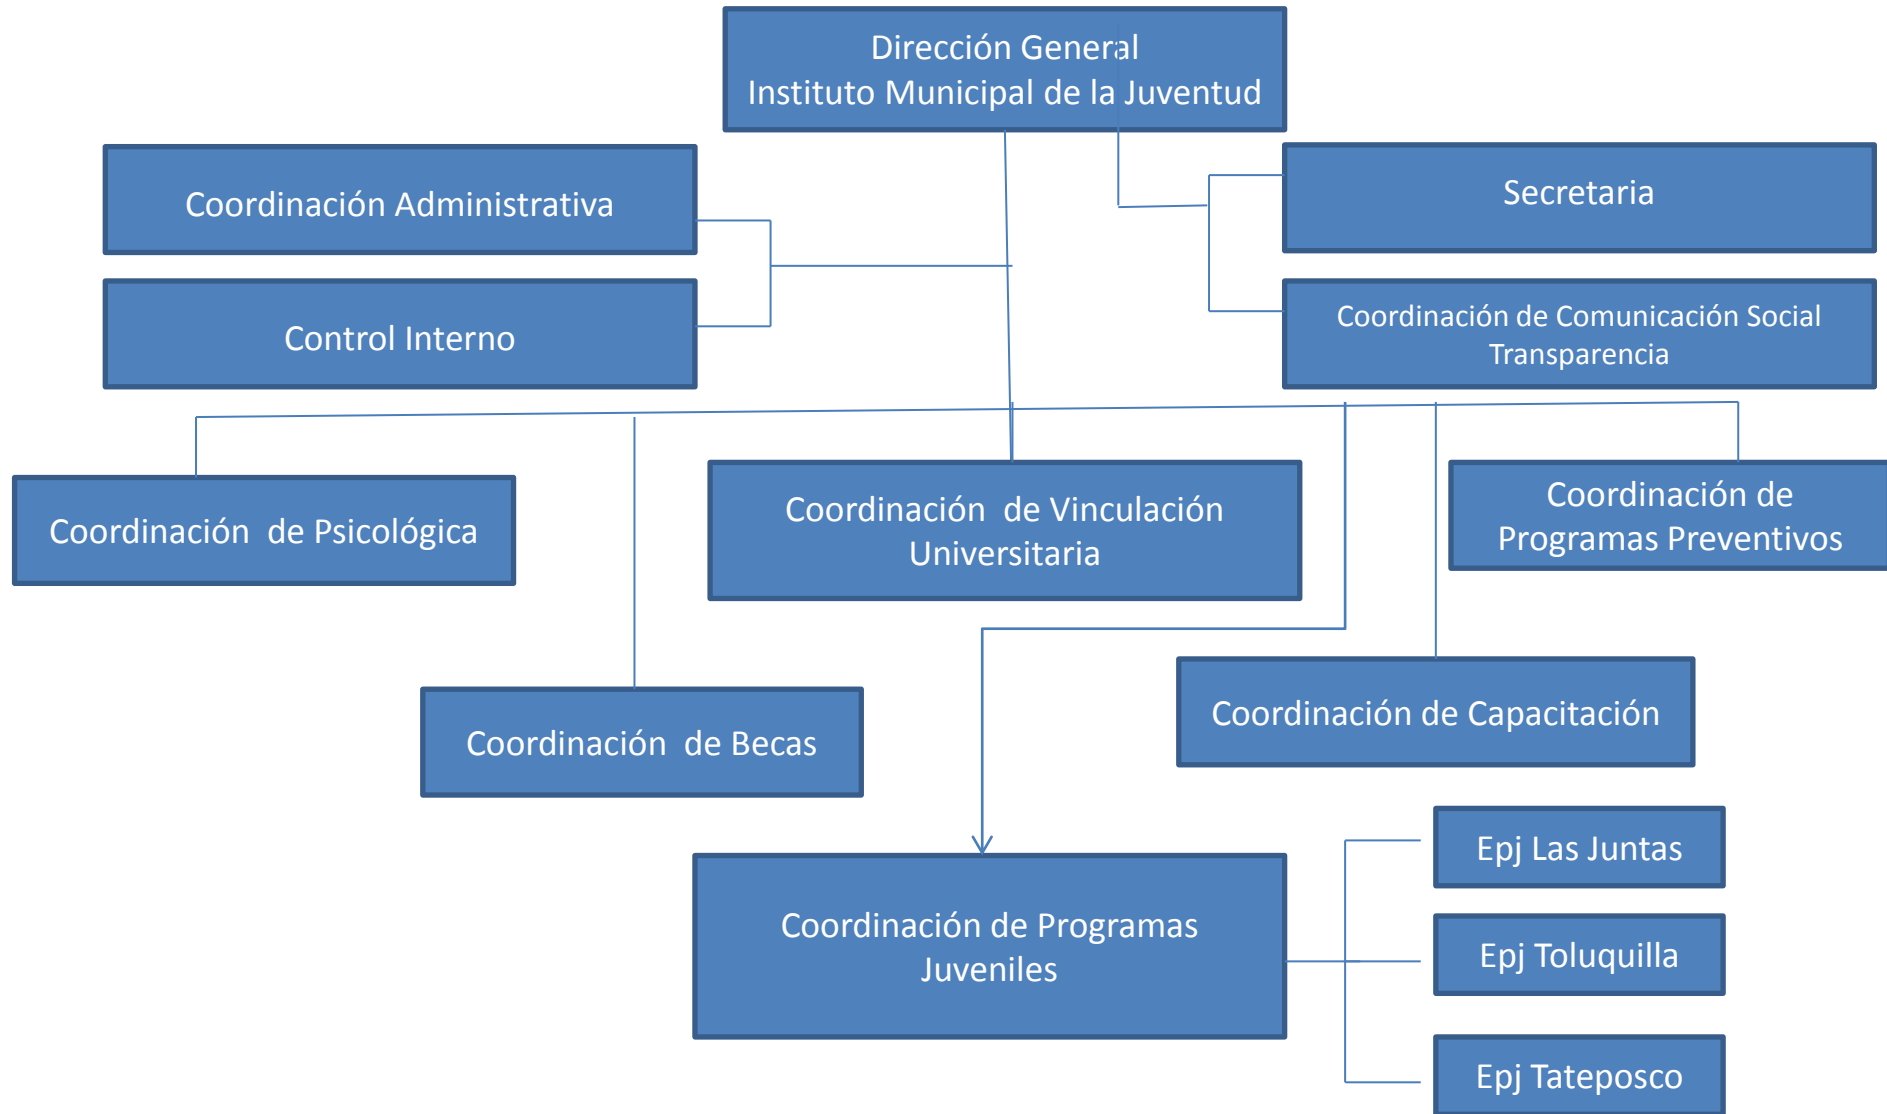 Dirección General
Instituto Municipal de la Juventud
Coordinación Administrativa
Secretaria
Control Interno
Coordinación de Comunicación Social
Transparencia
Coordinación  de Psicológica
Coordinación  de Vinculación
Universitaria
Coordinación de
Programas Preventivos
Coordinación  de Becas
Coordinación de Capacitación
Coordinación de Programas
Juveniles
Epj Las Juntas
Epj Toluquilla
Epj Tateposco